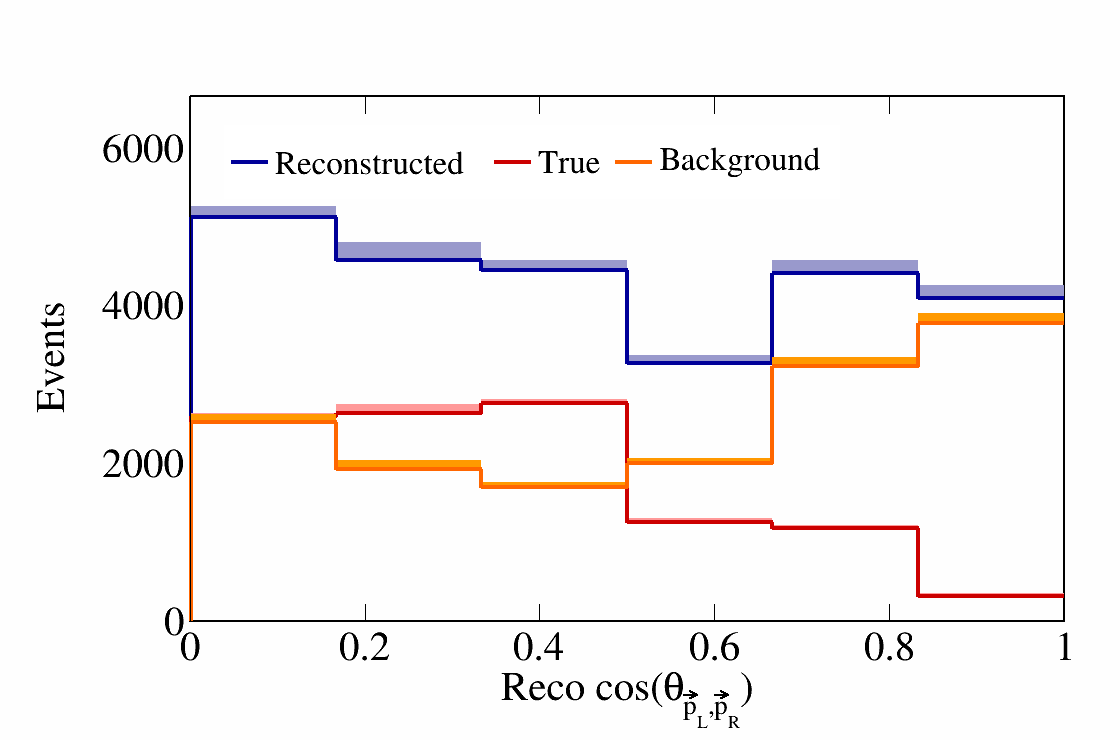 6000
Reconstructed True Background
4000
Events
2000
0
0 0.2 0.4 0.6 0.8 1
Reco cos(θ p⃗L,p⃗R)